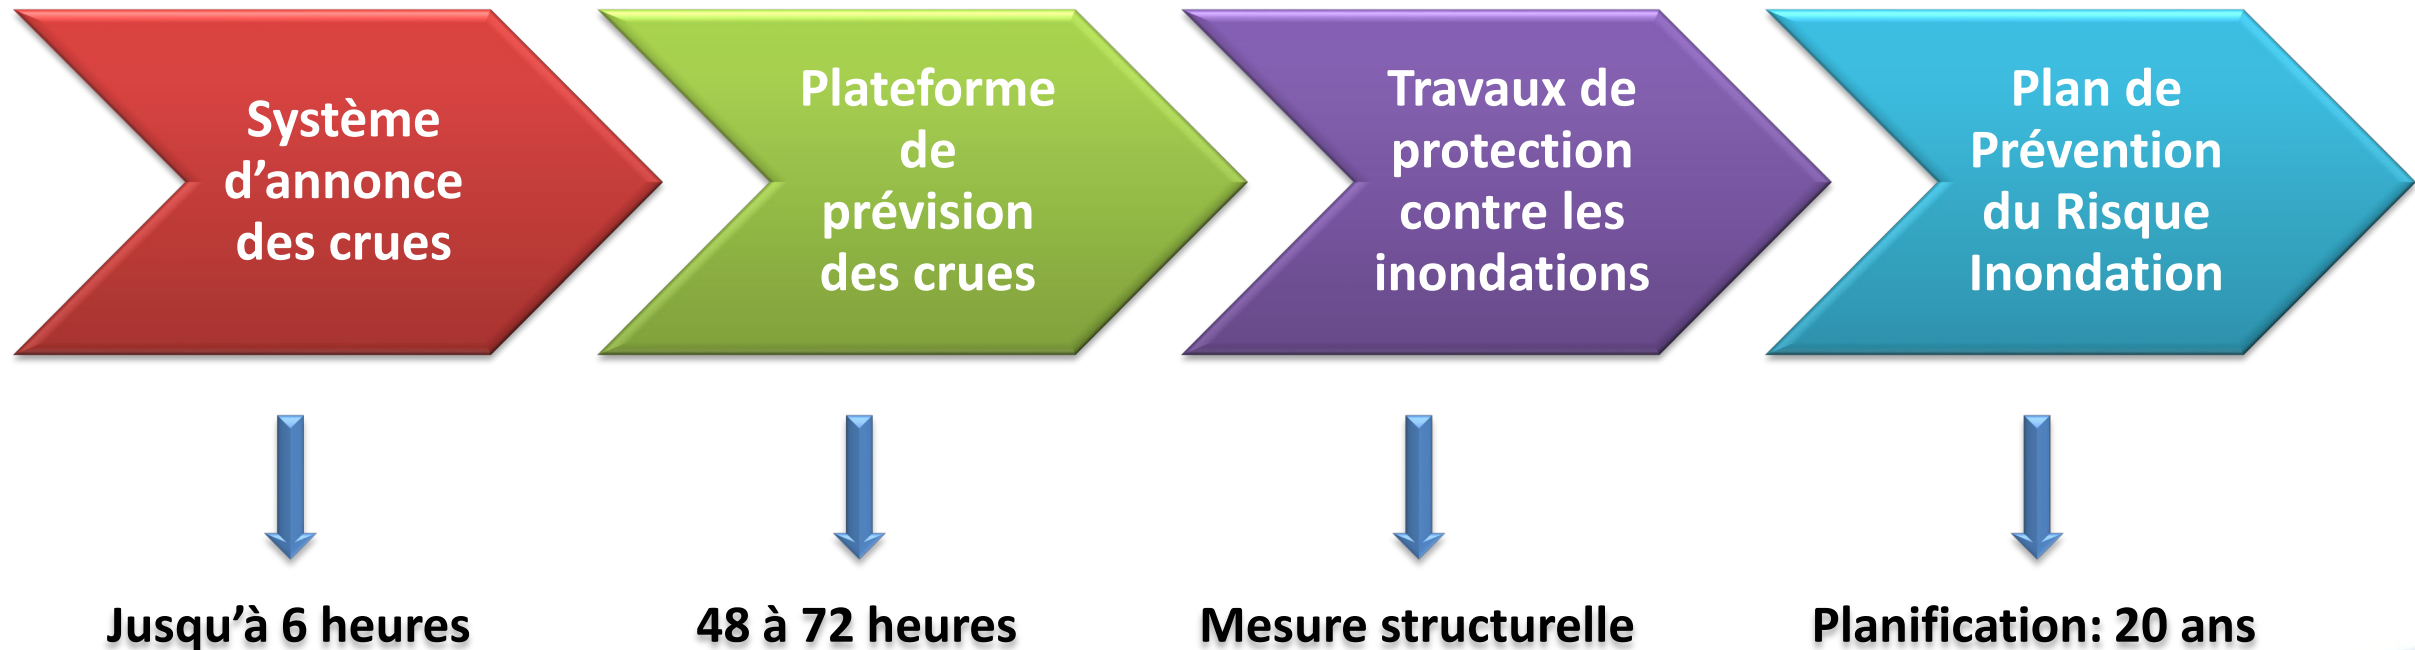 Système
d’annonce
des crues
Plateforme
de
prévision
des crues
Travaux de
protection
contre les
inondations
Plan de
Prévention
du Risque
Inondation
Jusqu’à 6 heures
48 à 72 heures
Mesure structurelle
Planification: 20 ans